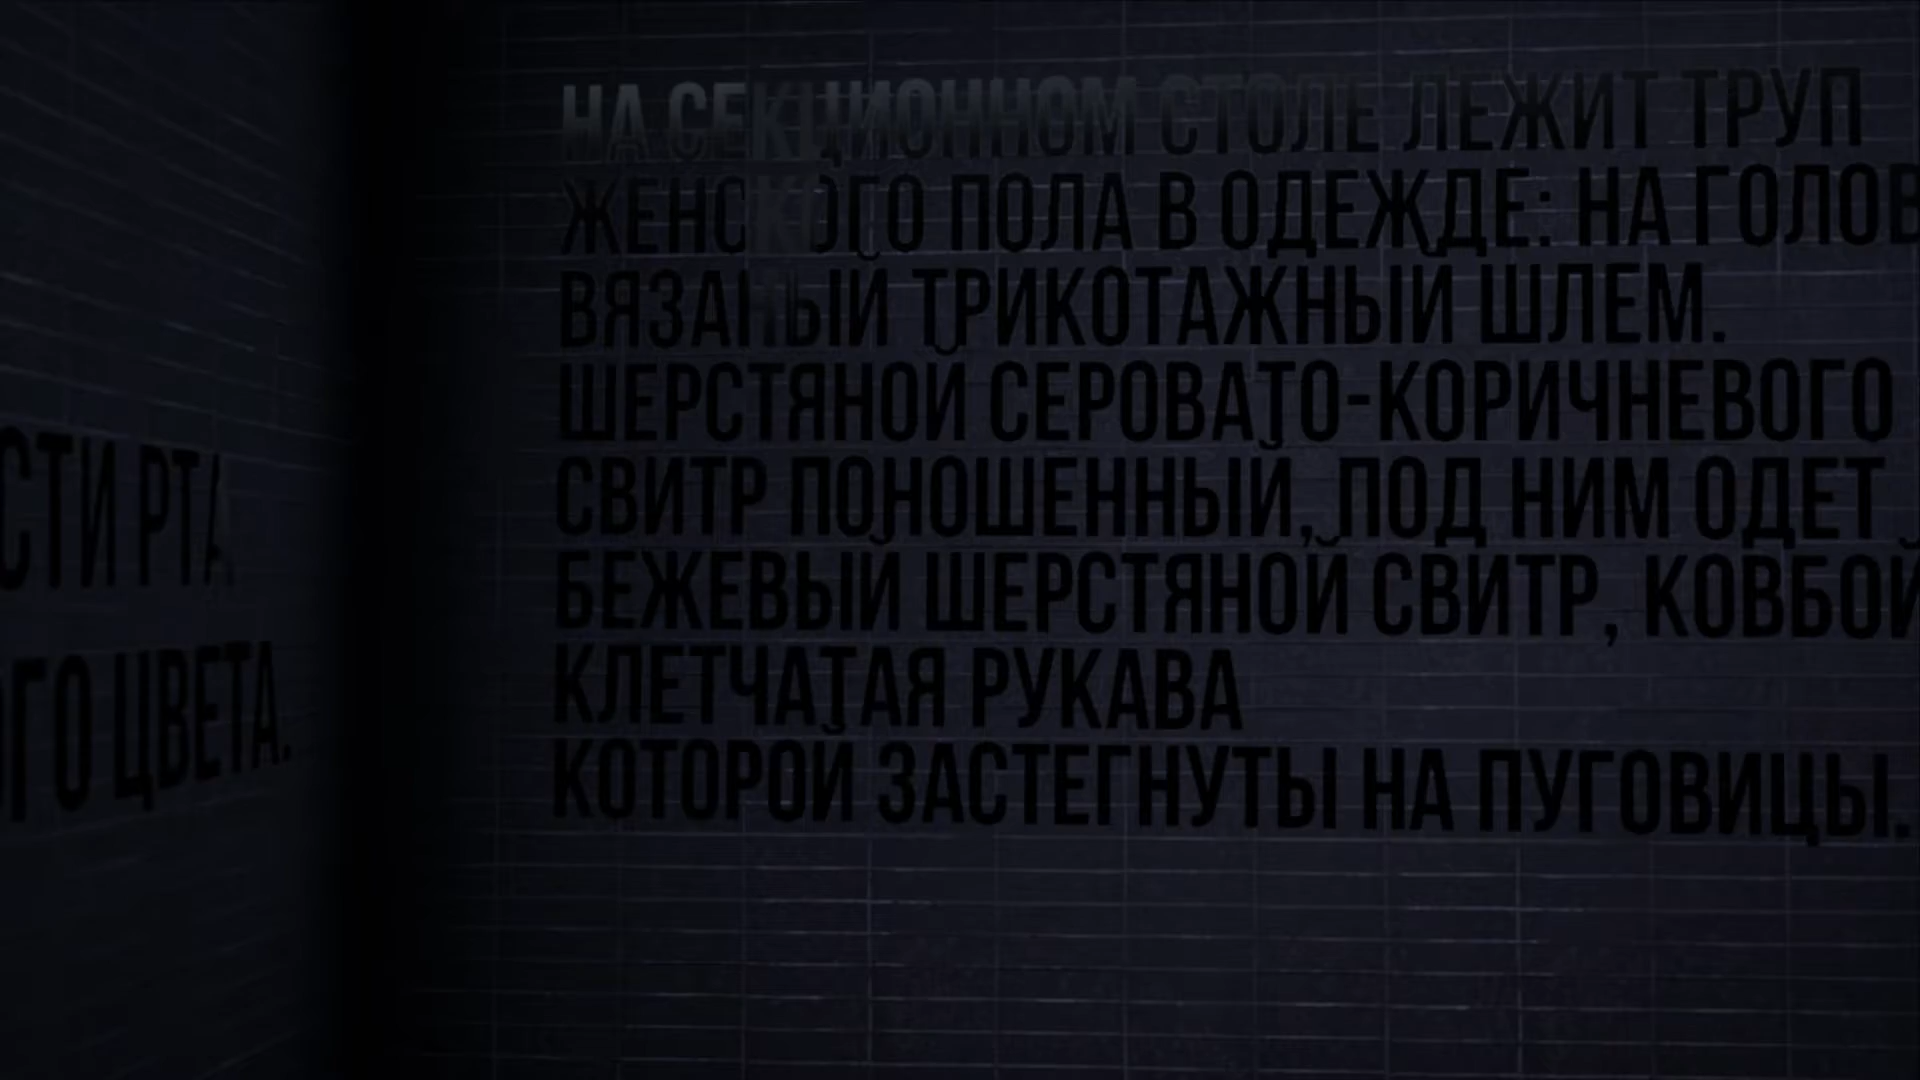 СТИ РТА
ОГО ЦВЕТА.
НА СЕКЦИОННОМ СТОЛЕ ЛЕЖИТ ТРУП
ЖЕНСКОГО ПОЛА В ОДЕЖДЕ: НА ГОЛОВ
ВЯЗАНЫЙ ТРИКОТАЖНЫЙ ШЛЕМ.
ШЕРСТЯНОЙ СЕРОВАТО-КОРИЧНЕВОГО
СВИТР ПОНОШЕННЫЙ, ПОД НИМ ОДЕТ
БЕЖЕВЫЙ ШЕРСТЯНОЙ СВИТР, КОВБОЙ
КЛЕТЧАТАЯ РУКАВА
КОТОРОЙ ЗАСТЕГНУТЫ НА ПУГОВИЦЫ.